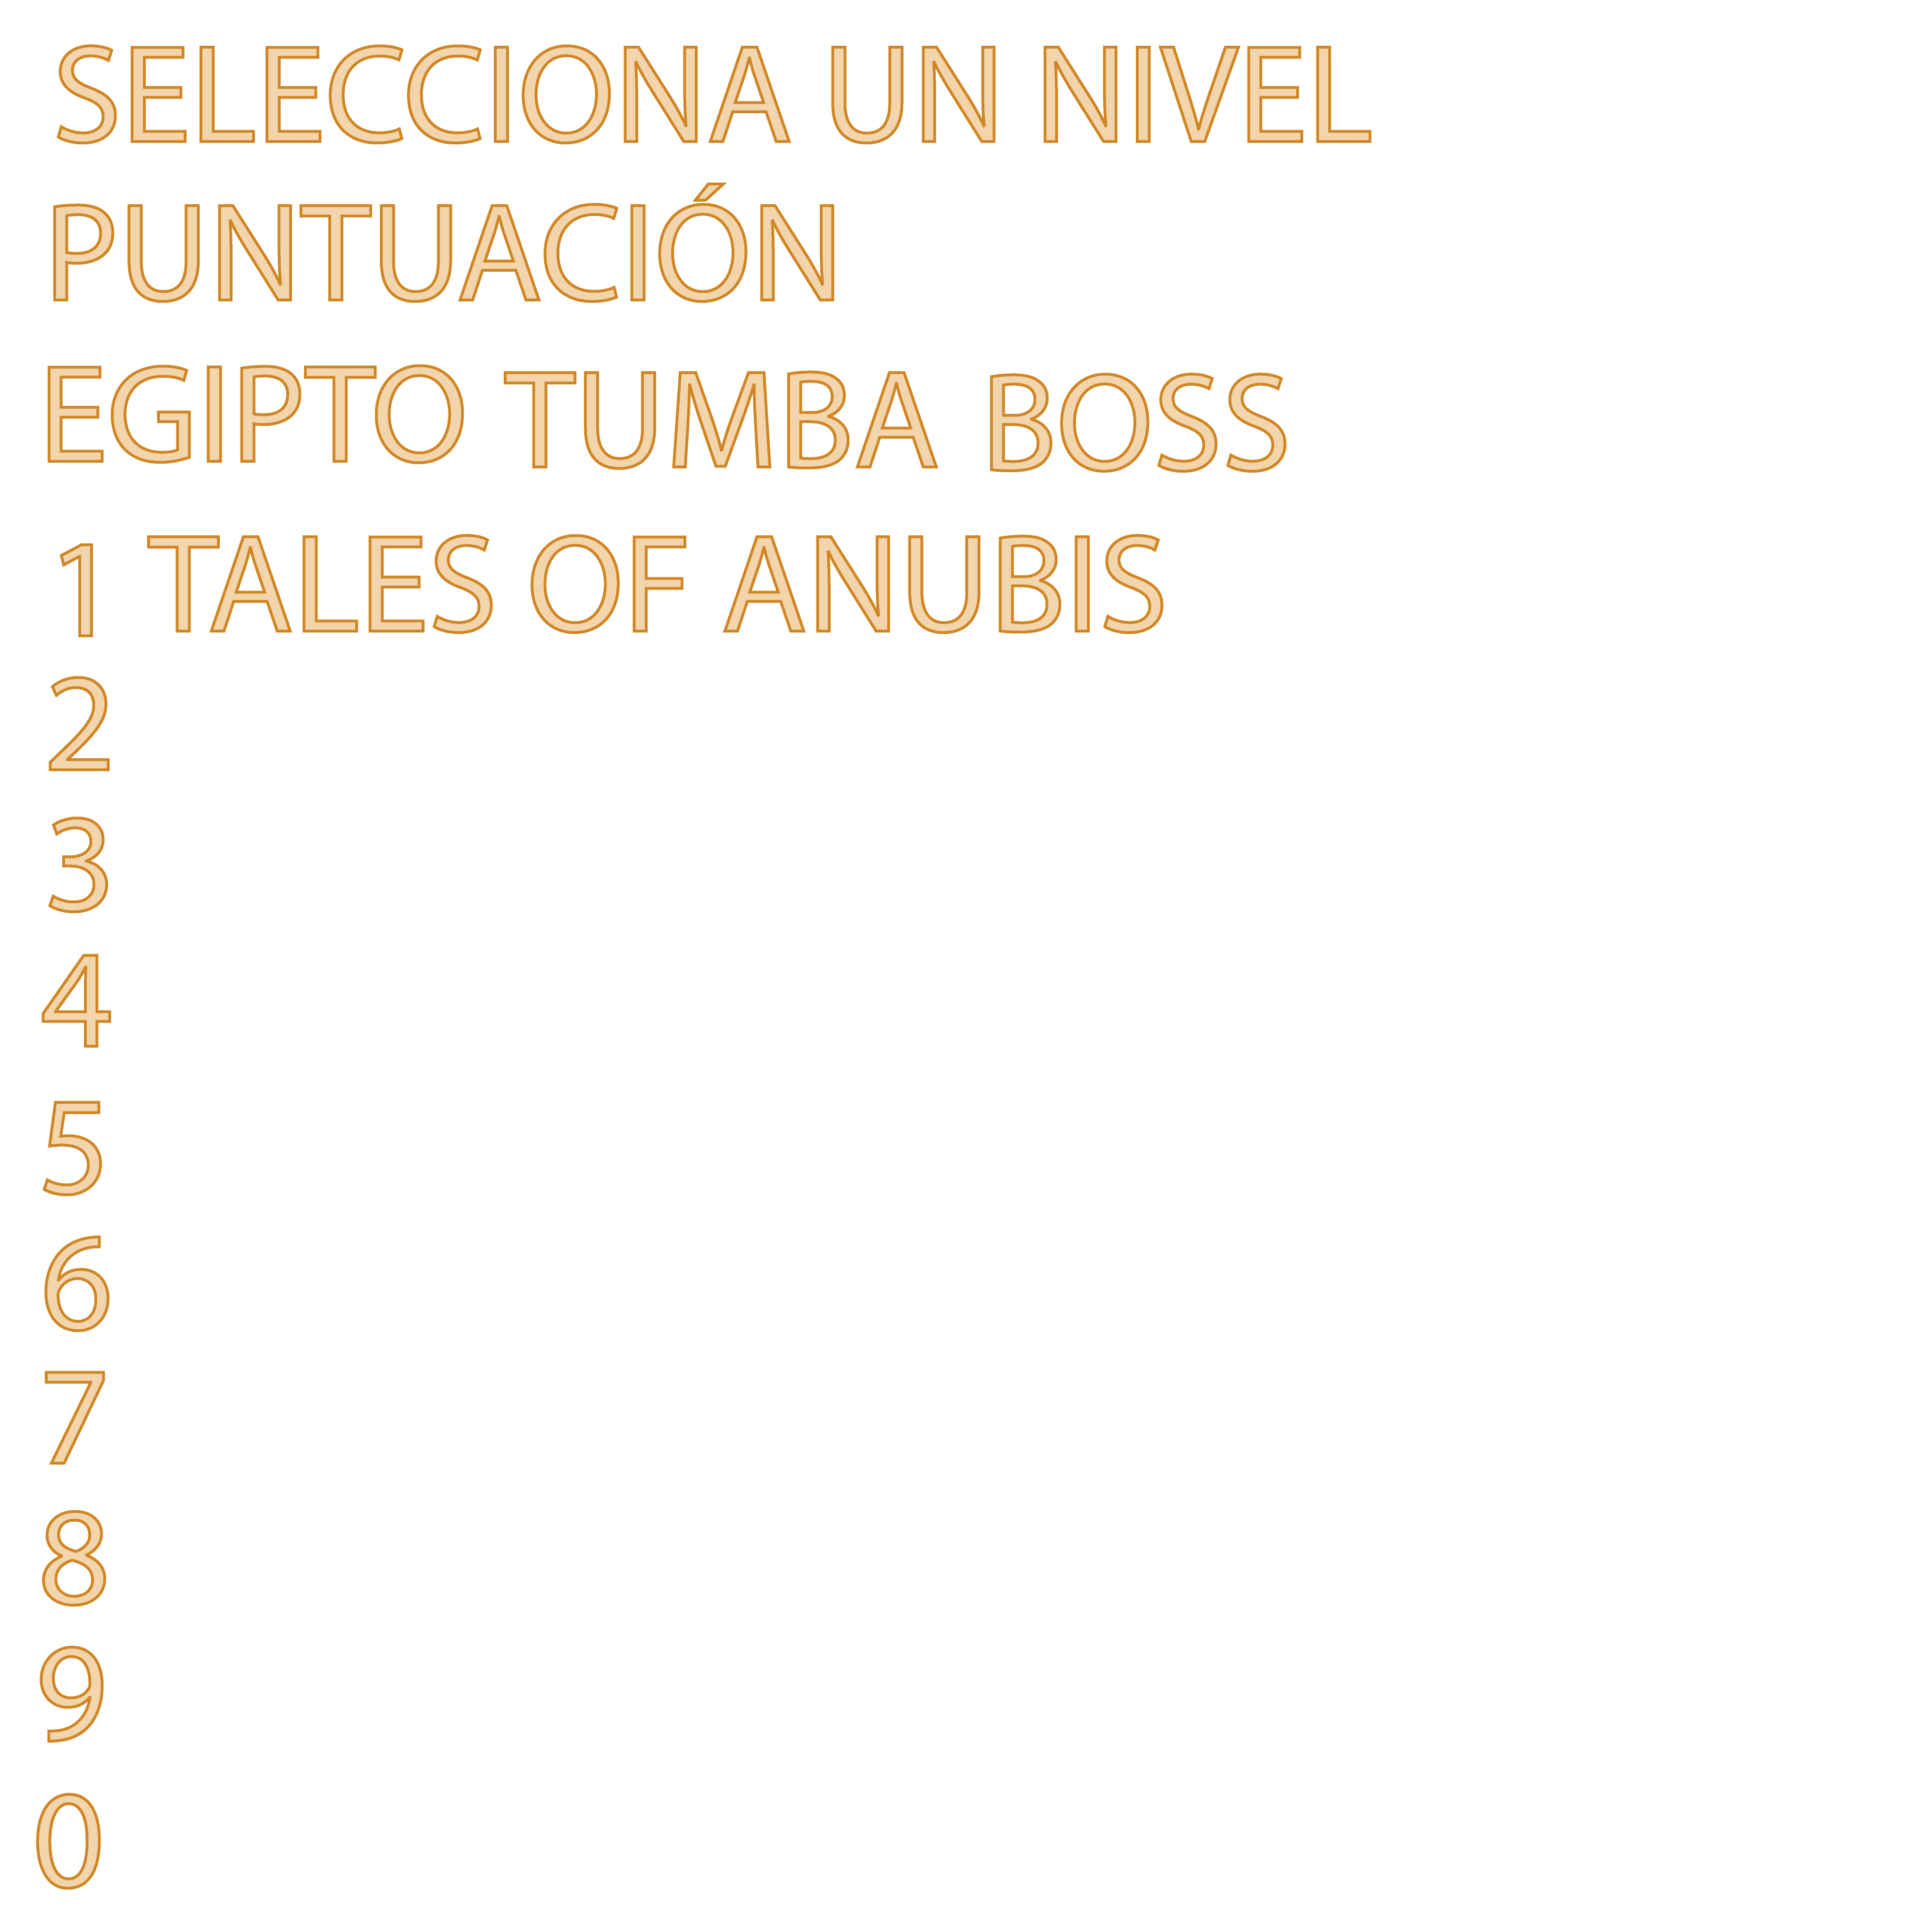 SELECCIONA UN NIVEL
PUNTUACIÓN
EGIPTO TUMBA BOSS
1 TALES OF ANUBIS
2
3
4
5
6
7
8
9
0